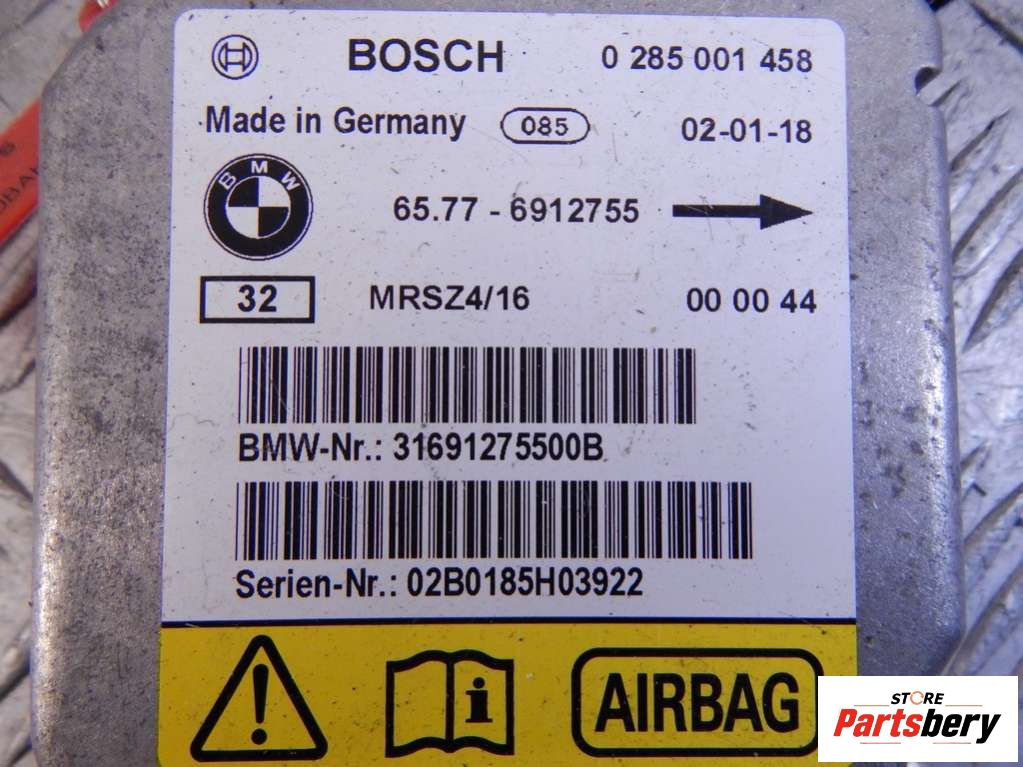 BOSCH 0 285 001 458
Made in Germany 085 02-01-18
BMW
65.77 - 6912755
32 MRSZ4/16 00 00 44
BMW-Nr.: 31691275500B
Serien-Nr.: 02B0185H03922
AIRBAG
STORE
Partsbery